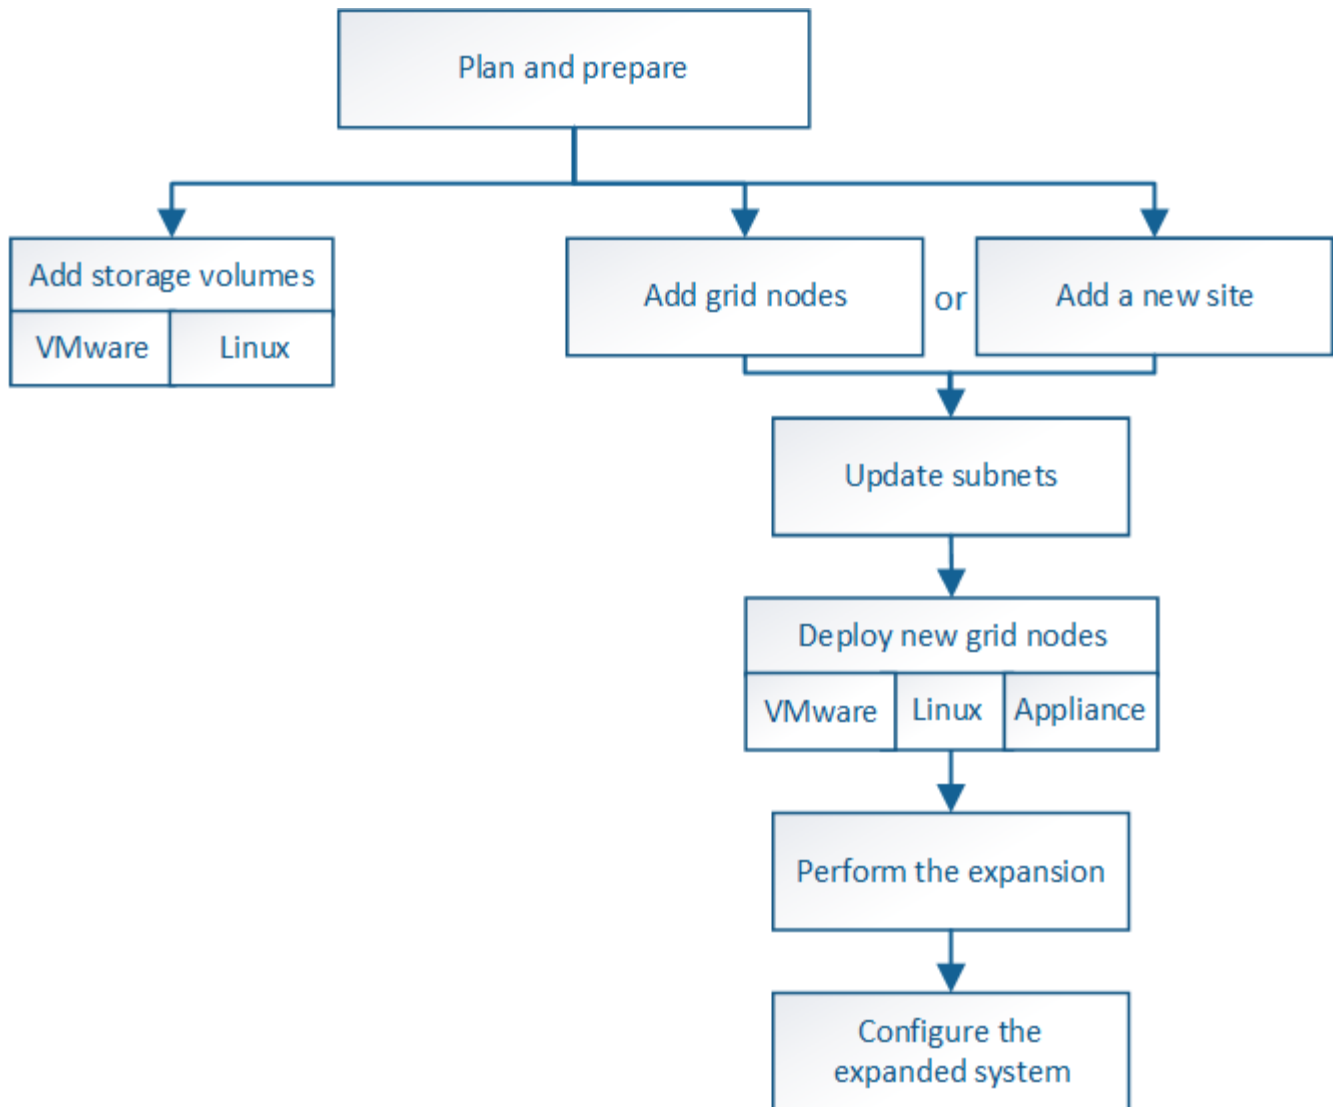 Plan and prepare
Add storage volumes
VMware
Linux
Add grid nodes
or
Add a new site
Update subnets
Deploy new grid nodes
VMware
Linux
Appliance
Perform the expansion
Configure the
expanded system